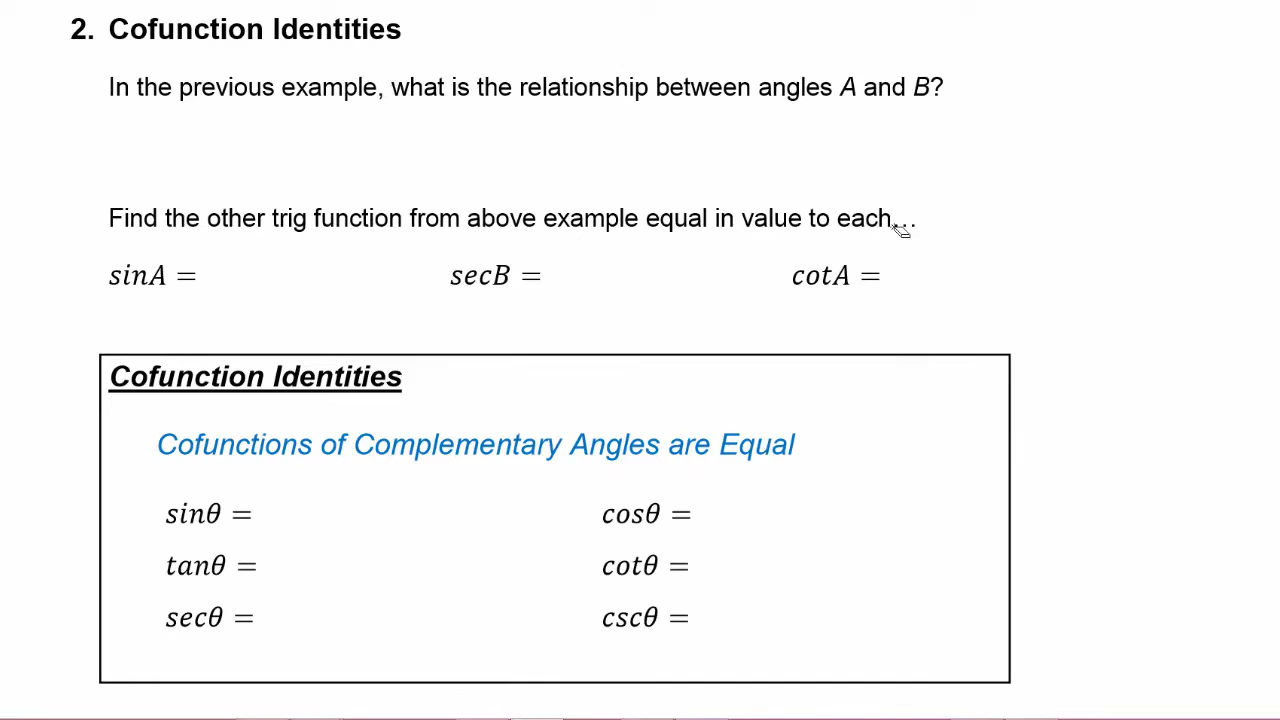 2. Cofunction Identities
In the previous example, what is the relationship between angles A and B?
Find the other trig function from above example equal in value to each...
sinA = secB = cotA =
Cofunction Identities
Cofunctions of Complementary Angles are Equal
sinθ = cosθ =
tanθ = cotθ =
secθ = cscθ =